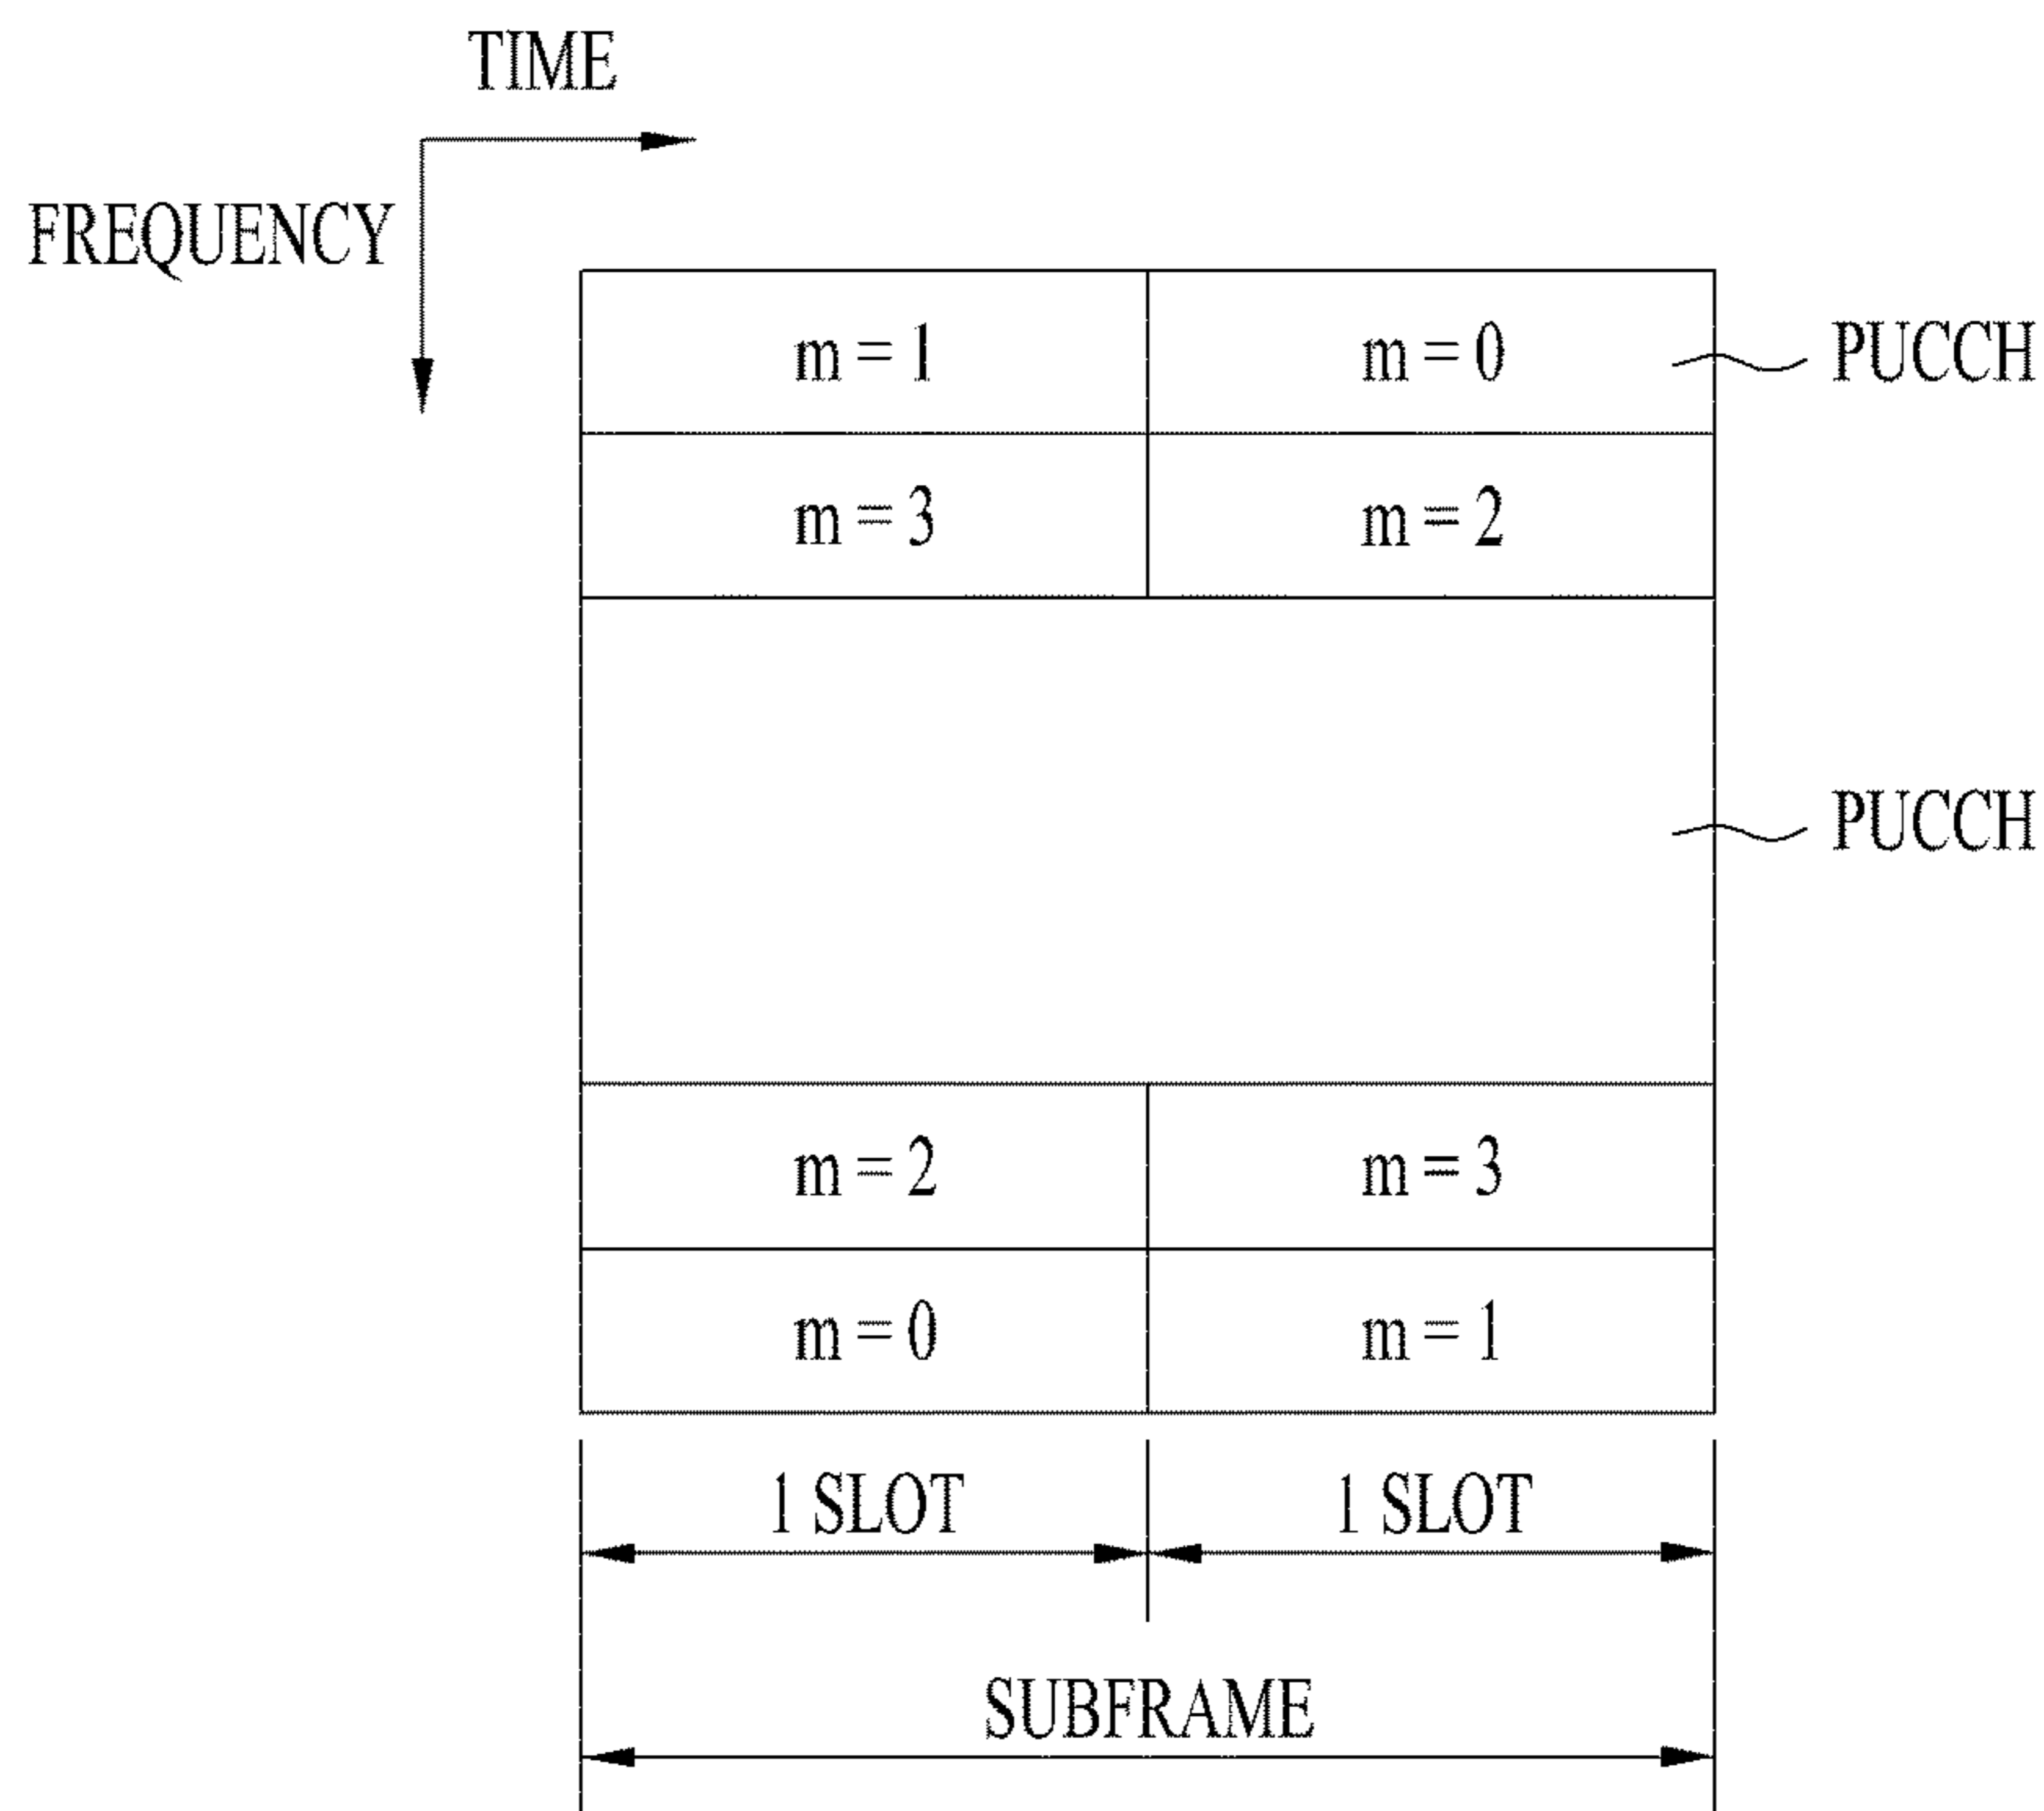 TIME
FREQUENCY
m = 1 m = 0 PUCCH
m = 3 m = 2
PUCCH
m = 2 m = 3
m = 0 m = 1
1 SLOT 1 SLOT
SUBFRAME